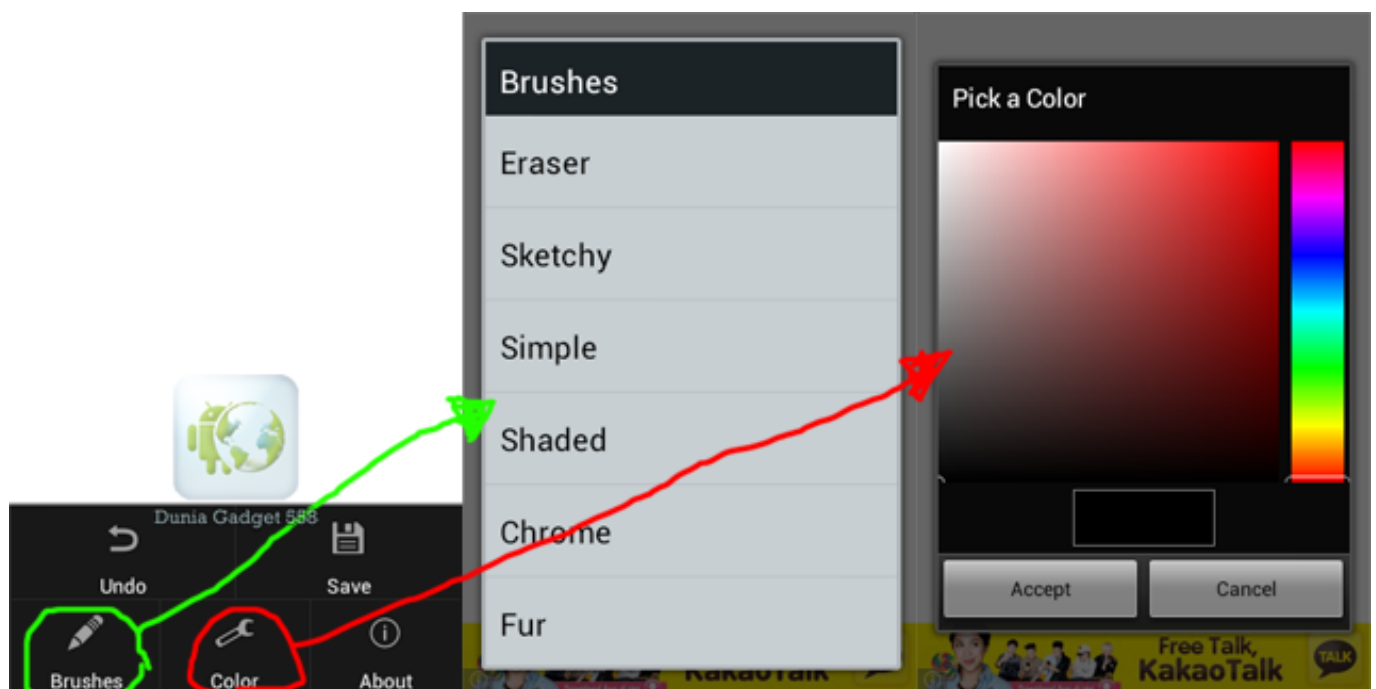 Dunia Gadget 558
Undo
Save
Brushes
Color
About
Brushes
Eraser
Sketchy
Simple
Shaded
Chrome
Fur
KakaoTalk
Pick a Color
Accept
Cancel
Free Talk,
KakaoTalk
TALK